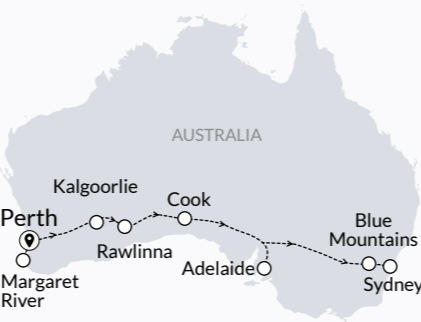 AUSTRALIA
Kalgoorlie
Cook
Perth
Blue
Mountains
Rawlinna
Adelaide
Margaret
River
Sydney